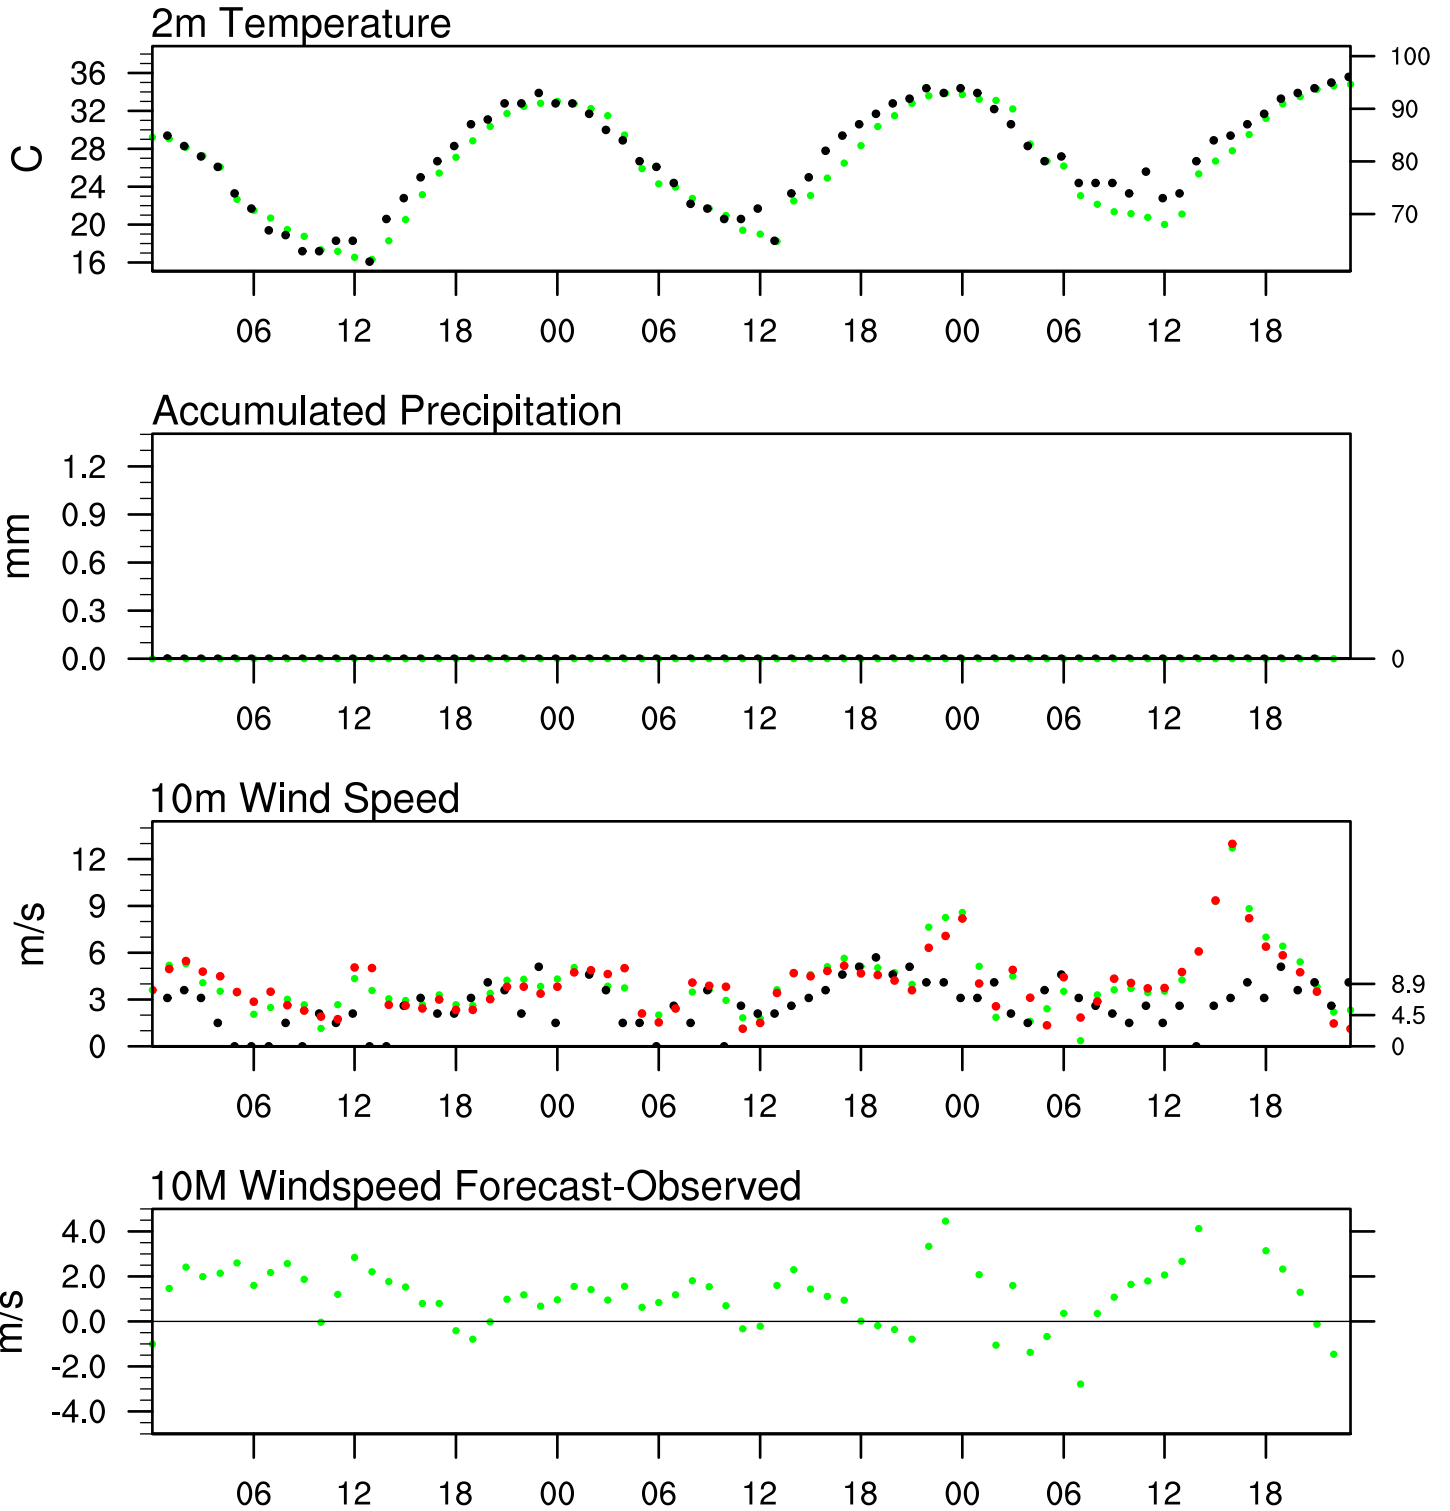 2m Temperature
36
32
28
24
20
16
C
100
90
80
70
06 12 18 00 06 12 18 00 06 12 18
Accumulated Precipitation
1.2
0.9
0.6
0.3
0.0
mm
0
06 12 18 00 06 12 18 00 06 12 18
10m Wind Speed
12
9
6
3
0
m/s
8.9
4.5
0
06 12 18 00 06 12 18 00 06 12 18
10M Windspeed Forecast-Observed
4.0
2.0
0.0
-2.0
-4.0
m/s
06 12 18 00 06 12 18 00 06 12 18